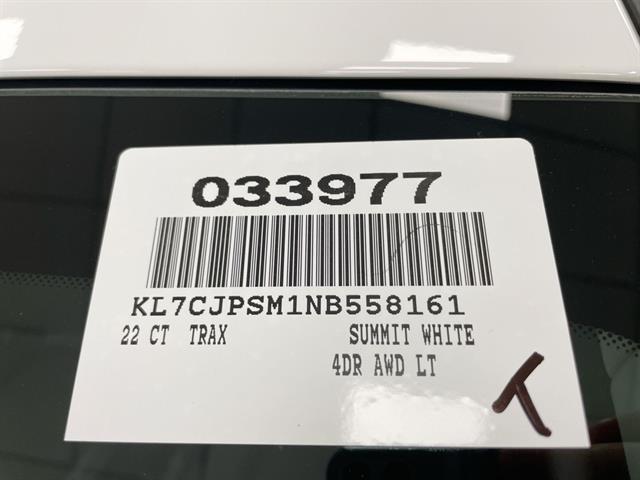 033977
KL7CJPSM1NB558161
22 CT TRAX SUMMIT WHITE
4DR AWD LT